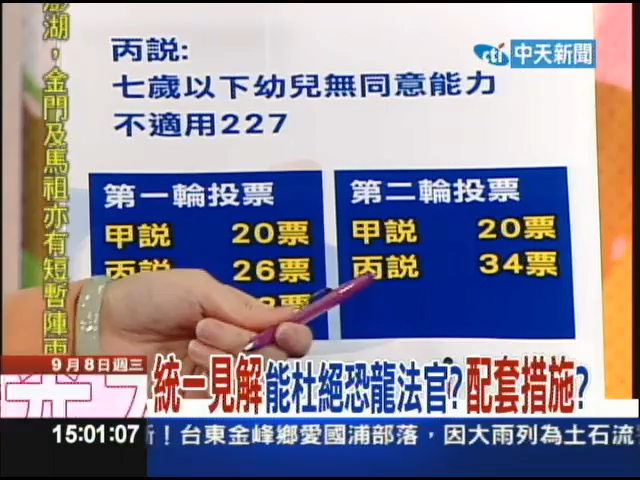 湖，金門及馬祖亦有短暫陣雨
中天新聞
丙說：
七歲以下幼兒無同意能力
不適用227
第一輪投票
甲說 20票
丙說 26票
票
第二輪投票
甲說 20票
丙說 34票
9月8日週三
統一見解能杜絕恐龍法官？配套措施？
15:01:07 ！台東金峰鄉愛國浦部落，因大雨列為土石流